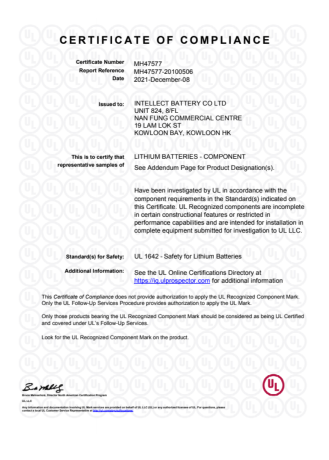 CERTIFICATE OF COMPLIANCE
Certificate Number MH47577
Report Reference MH47577-20100506
Date 2021-December-08
Issued to: INTELLECT BATTERY CO LTD
UNIT 824, 8/FL
NAN FUNG COMMERCIAL CENTRE
19 LAM LOK ST
KOWLOON BAY, KOWLOON HK
This is to certify that LITHIUM BATTERIES - COMPONENT
representative samples of See Addendum Page for Product Designation(s).
Have been investigated by UL in accordance with the
component requirements in the Standard(s) indicated on
this Certificate. UL Recognized components are incomplete
in certain constructional features or restricted in
performance capabilities and are intended for installation in
complete equipment submitted for investigation to UL LLC.
Standard(s) for Safety: UL 1642 - Safety for Lithium Batteries
Additional Information: See the UL Online Certifications Directory at
https://iq.ulprospector.com for additional information
This Certificate of Compliance does not provide authorization to apply the UL Recognized Component Mark.
Only the UL Follow-Up Services Procedure provides authorization to apply the UL Mark.
Only those products bearing the UL Recognized Component Mark should be considered as being UL Certified
and covered under UL's Follow-Up Services.
Look for the UL Recognized Component Mark on the product.
UL